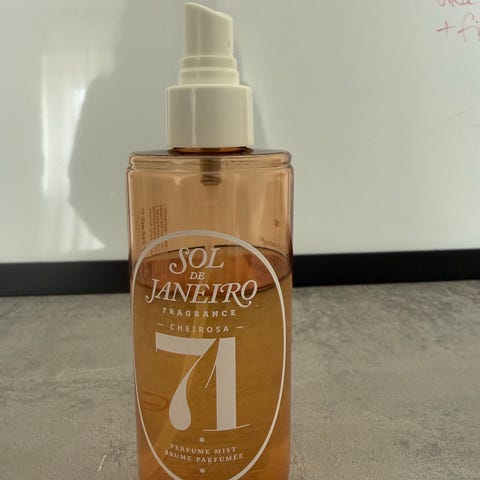 SOL
DE
JANEIRO
FRAGRANCE
— CHEIROSA —
71
PERFUME MIST
BRUME PARFUMÉE